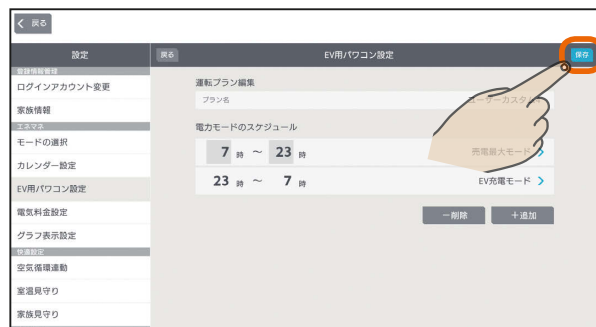 戻る
設定
戻る
EV用パワコン設定
保存
登録情報管理
ログインアカウント変更
家族情報
エネマネ
モードの選択
カレンダー設定
EV用パワコン設定
電気料金設定
グラフ表示設定
快適設定
空気循環連動
室温見守り
家族見守り
運転プラン編集
プラン名
ユーザーカスタム1
電力モードのスケジュール
7 時 ～ 23 時
売電最大モード
23 時 ～ 7 時
EV充電モード
－削除
＋追加